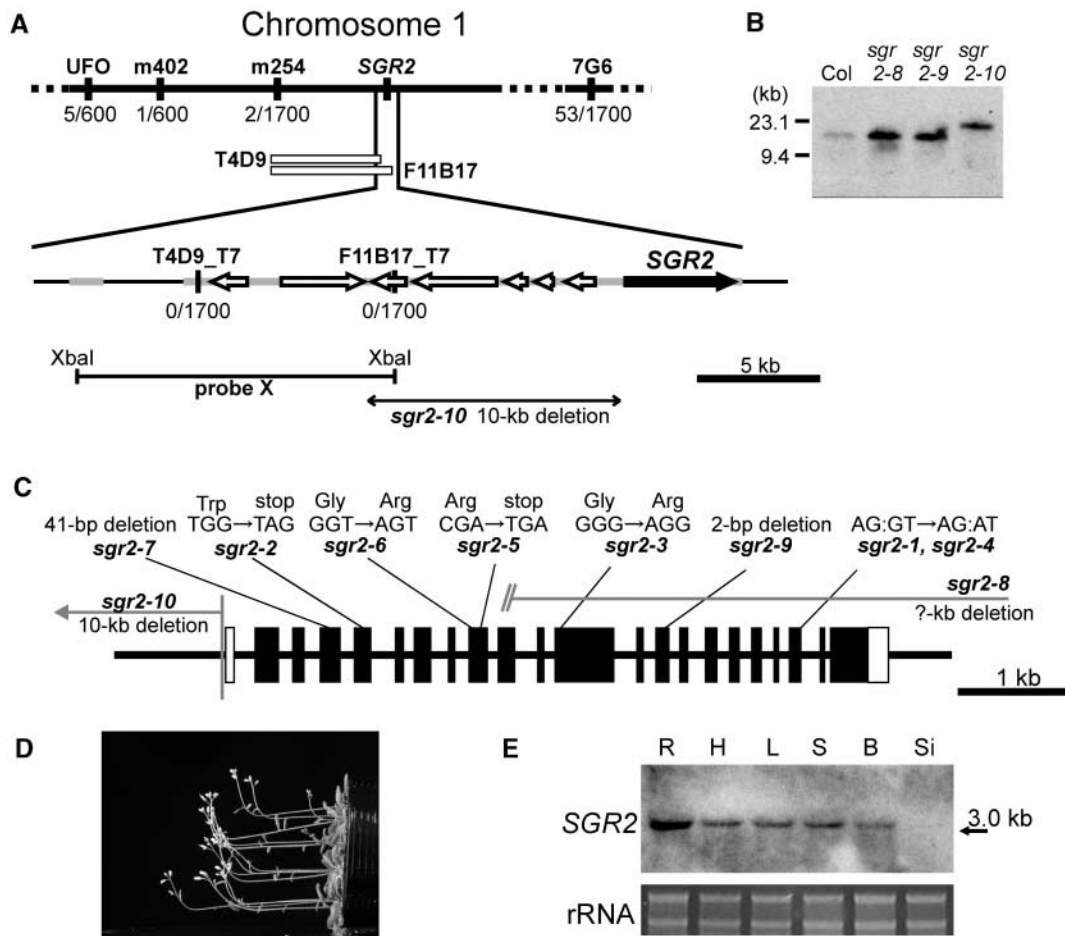 A
Chromosome 1
UFO m402 m254 SGR2 7G6
5/600 1/600 2/1700 53/1700
T4D9
F11B17
T4D9_T7 F11B17_T7 SGR2
0/1700 0/1700
XbaI XbaI
probe X
5 kb
sgr2-10 10-kb deletion
B
Col sgr 2-8 sgr 2-9 sgr 2-10
(kb)
23.1
9.4
C
Trp stop Gly Arg Arg stop Gly Arg
41-bp deletion TGG→TAG GGT→AGT CGA→TGA GGG→AGG 2-bp deletion AG:GT→AG:AT
sgr2-7 sgr2-2 sgr2-6 sgr2-5 sgr2-3 sgr2-9 sgr2-1, sgr2-4
sgr2-10 sgr2-8
10-kb deletion ?-kb deletion
1 kb
D
E
R H L S B Si
SGR2 3.0 kb
rRNA